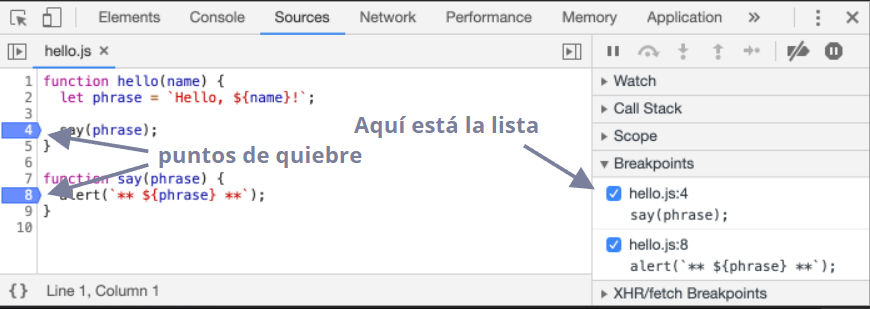 Elements Sources Network Performance Memory Application »
hello.js ×
1 function hello(name) {
2 let phrase = `Hello, ${name}!`;
3
4 say(phrase);
5 }
6
7 function say(phrase) {
8 alert(`** ${phrase} **`);
9 }
10
Aquí está la lista
puntos de quiebre
{} Line 1, Column 1
Watch
Call Stack
Scope
Breakpoints
hello.js:4
say(phrase);
hello.js:8
alert(`** ${phrase} **`);
XHR/fetch Breakpoints